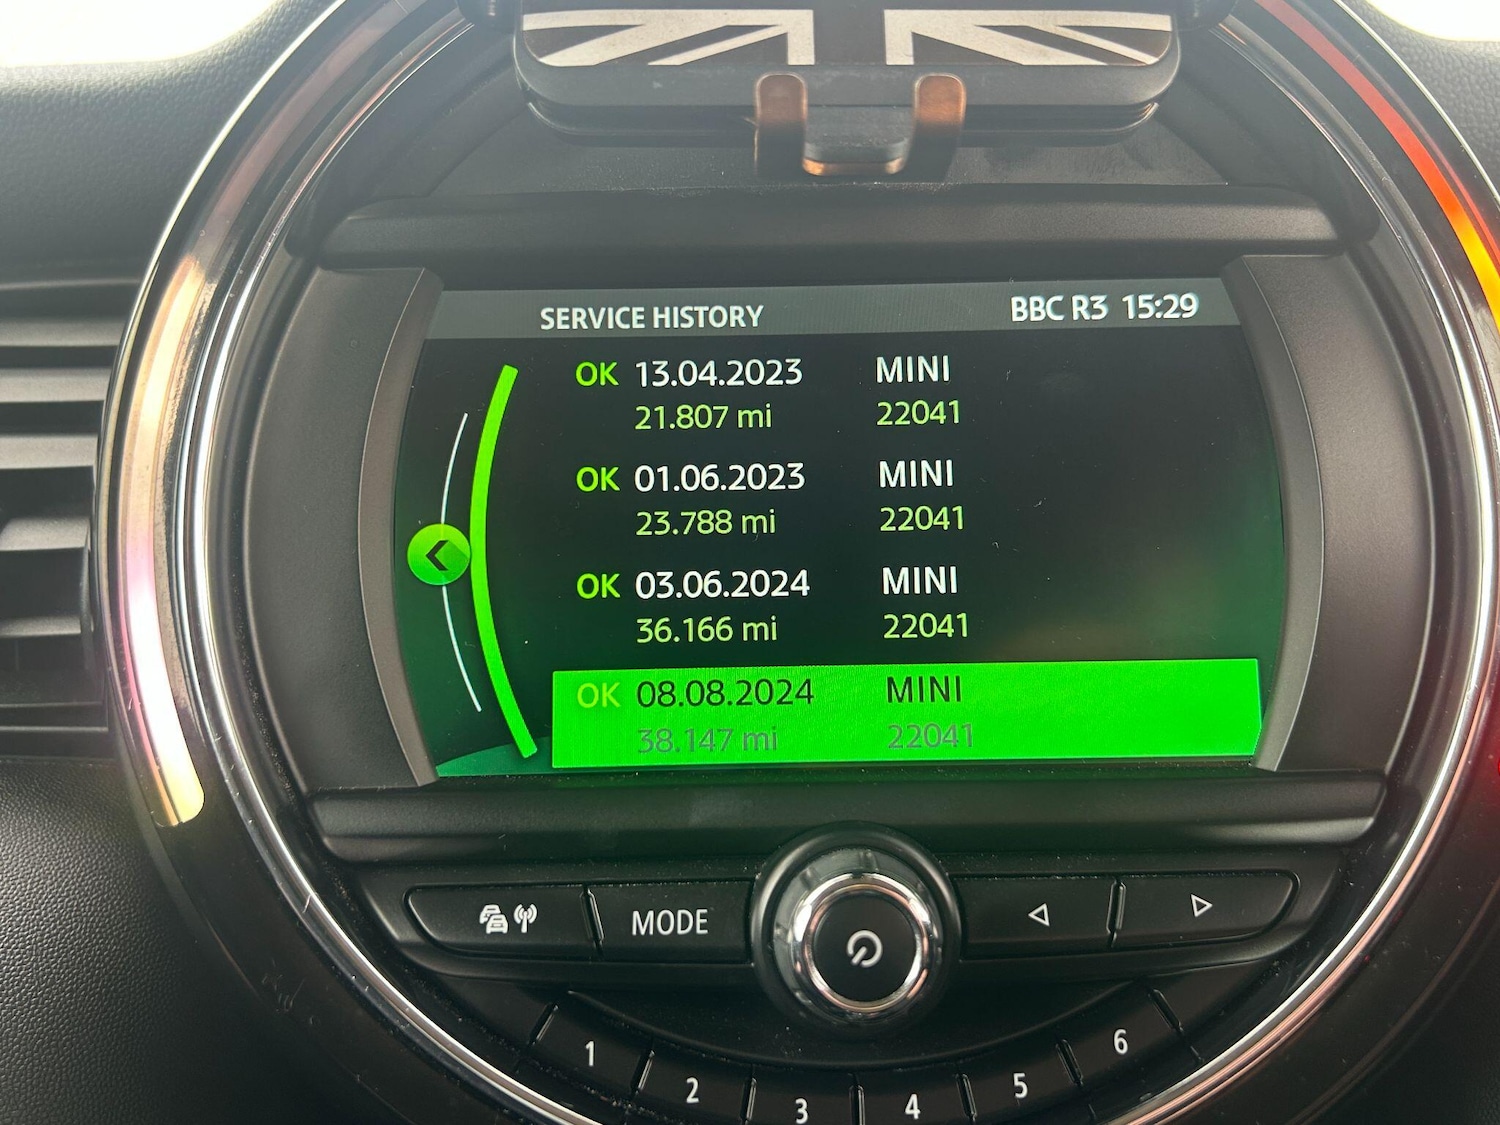 SERVICE HISTORY BBC R3 15:29
OK 13.04.2023 MINI
21.807 mi 22041
OK 01.06.2023 MINI
23.788 mi 22041
OK 03.06.2024 MINI
36.166 mi 22041
OK 08.08.2024 MINI
38.147 mi 22041
MODE
1 2 3 4 5 6